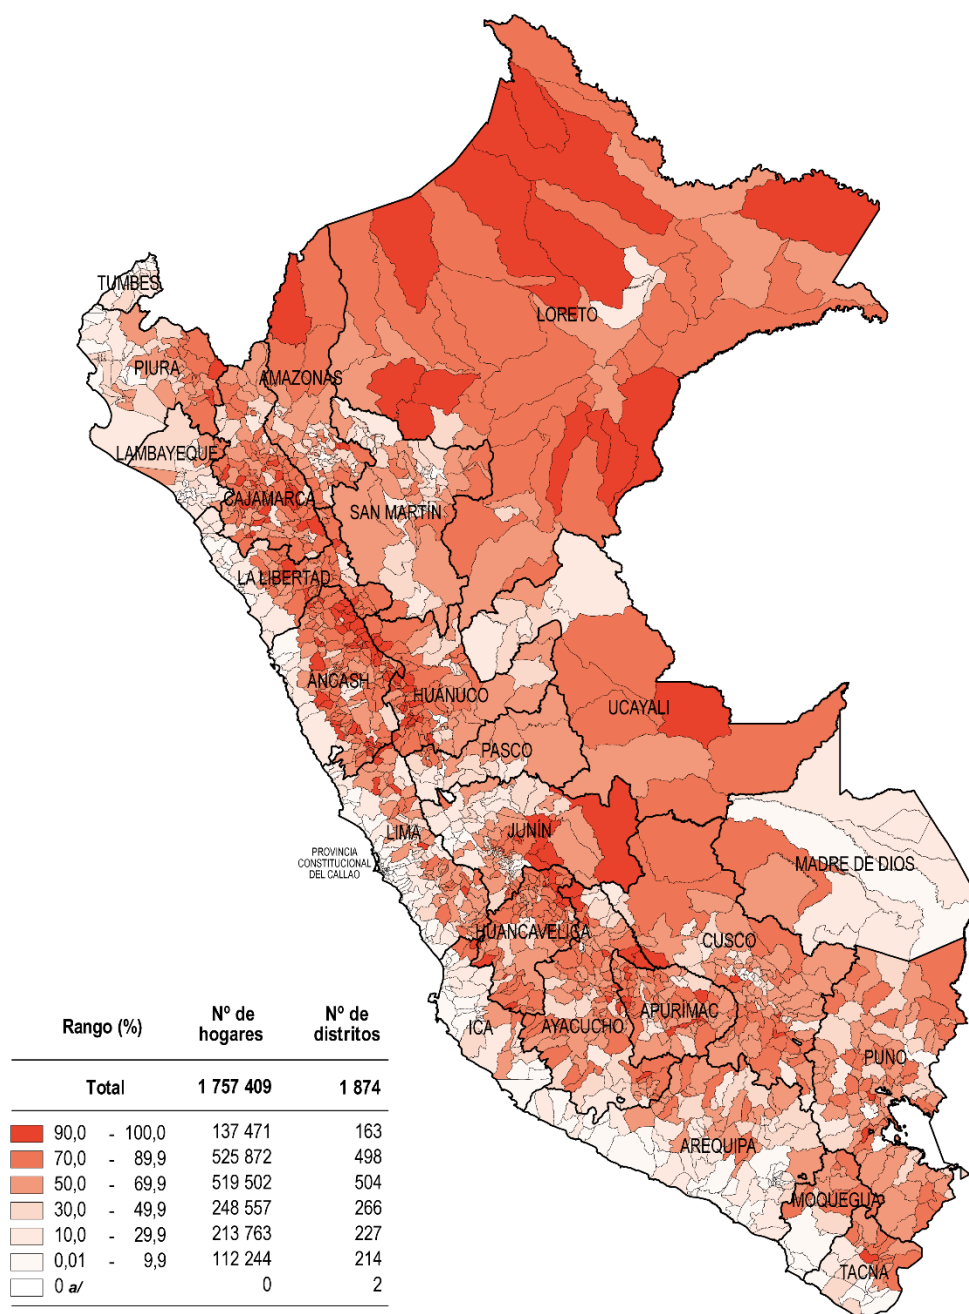 TUMBES
LORETO
PIURA
AMAZONAS
LAMBAYEQUE
CAJAMARCA
SAN MARTÍN
LA LIBERTAD
ANCASH
HUÁNUCO
UCAYALI
PASCO
LIMA
JUNÍN
PROVINCIA
CONSTITUCIONAL
DEL CALLAO
MADRE DE DIOS
HUANCAVELICA
CUSCO
ICA
AYACUCHO
APURÍMAC
PUNO
AREQUIPA
MOQUEGUA
TACNA
Rango (%) Nº de hogares Nº de distritos
Total 1 757 409 1 874
90,0 - 100,0 137 471 163
70,0 - 89,9 525 872 498
50,0 - 69,9 519 502 504
30,0 - 49,9 248 557 266
10,0 - 29,9 213 763 227
0,01 - 9,9 112 244 214
0 a/ 0 2